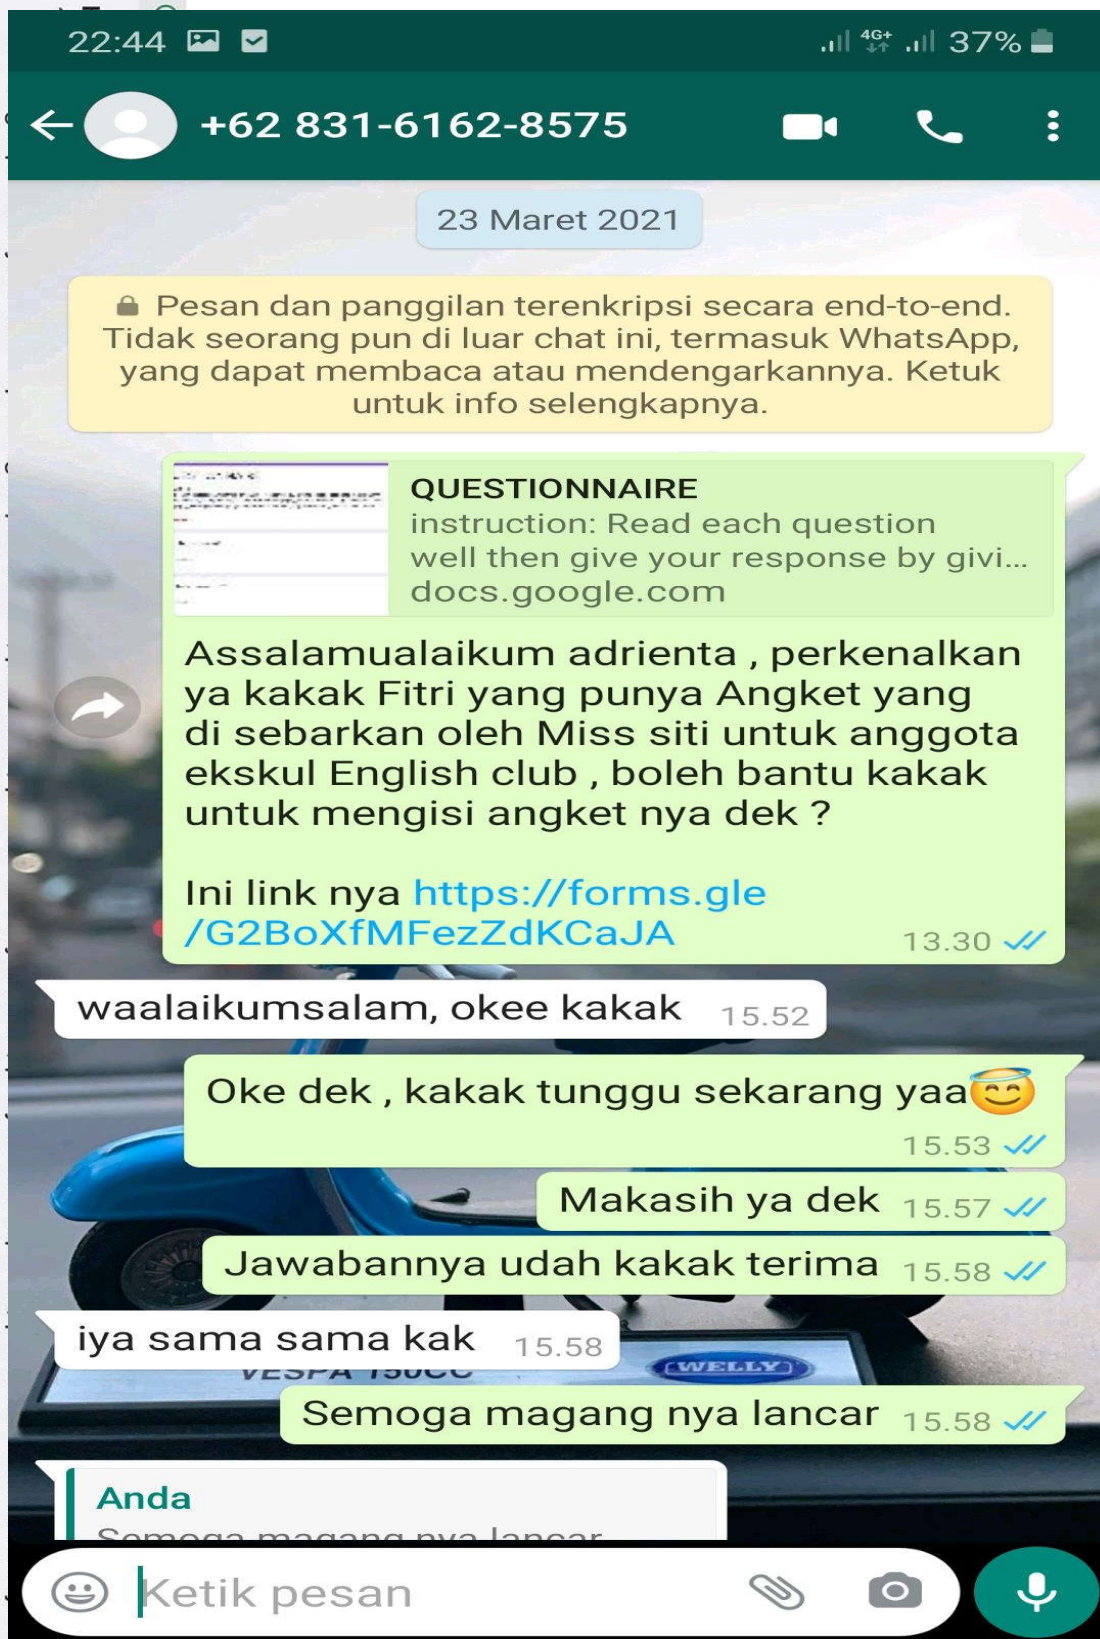 22:44 4G+ 37%
+62 831-6162-8575
23 Maret 2021
Pesan dan panggilan terenkripsi secara end-to-end.
Tidak seorang pun di luar chat ini, termasuk WhatsApp,
yang dapat membaca atau mendengarkannya. Ketuk
untuk info selengkapnya.
QUESTIONNAIRE
instruction: Read each question
well then give your response by givi...
docs.google.com
Assalamualaikum adrienta , perkenalkan
ya kakak Fitri yang punya Angket yang
di sebarkan oleh Miss siti untuk anggota
ekskul English club , boleh bantu kakak
untuk mengisi angket nya dek ?
Ini link nya https://forms.gle
/G2BoXfMFezZdKCaJA 13.30
waalaikumsalam, okee kakak 15.52
Oke dek , kakak tunggu sekarang yaa😇
15.53
Makasih ya dek 15.57
Jawabannya udah kakak terima 15.58
iya sama sama kak 15.58
VESPA 150CC WELLY
Semoga magang nya lancar 15.58
Anda
Semoga magang nya lancar
Ketik pesan